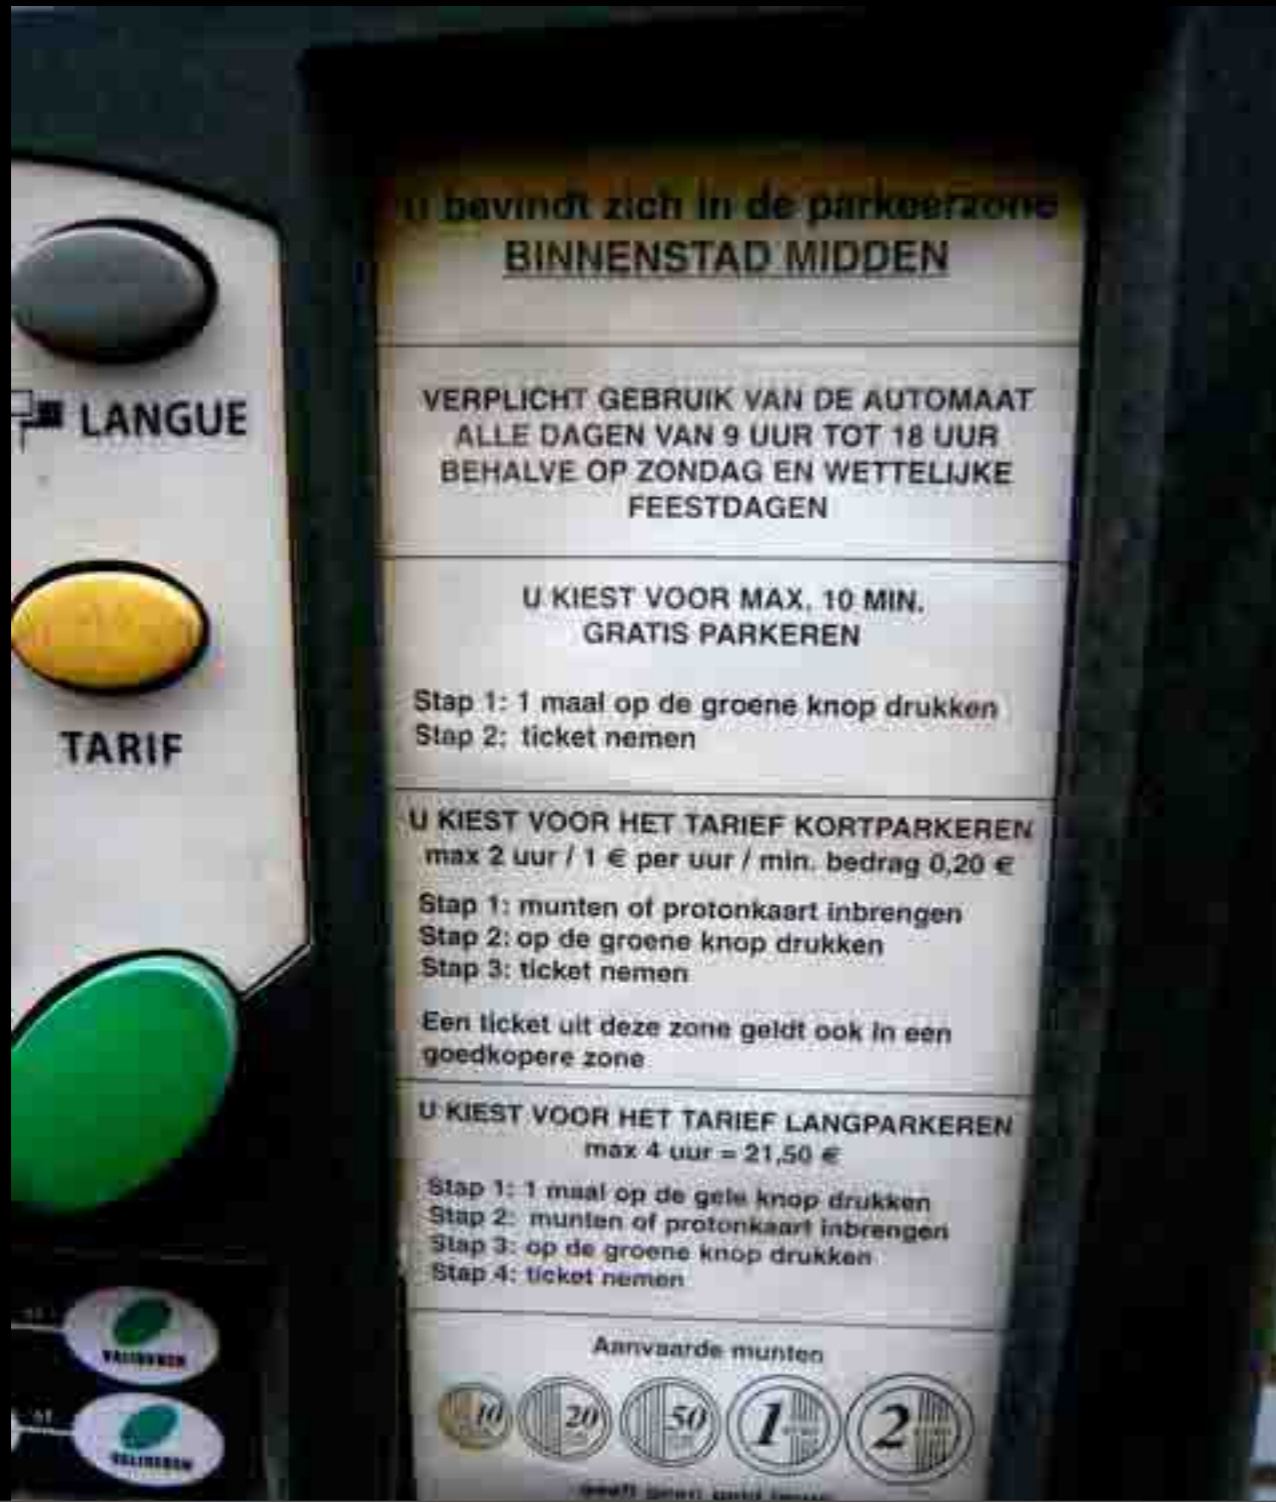 U bevindt zich in de parkeerzone
BINNENSTAD MIDDEN
VERPLICHT GEBRUIK VAN DE AUTOMAAT
ALLE DAGEN VAN 9 UUR TOT 18 UUR
BEHALVE OP ZONDAG EN WETTELIJKE
FEESTDAGEN
U KIEST VOOR MAX. 10 MIN.
GRATIS PARKEREN
Stap 1: 1 maal op de groene knop drukken
Stap 2: ticket nemen
U KIEST VOOR HET TARIEF KORTPARKEREN
max 2 uur / 1 € per uur / min. bedrag 0,20 €
Stap 1: munten of protonkaart inbrengen
Stap 2: op de groene knop drukken
Stap 3: ticket nemen
Een ticket uit deze zone geldt ook in een
goedkopere zone
U KIEST VOOR HET TARIEF LANGPARKEREN
max 4 uur = 21,50 €
Stap 1: 1 maal op de gele knop drukken
Stap 2: munten of protonkaart inbrengen
Stap 3: op de groene knop drukken
Stap 4: ticket nemen
Aanvaarde munten
10 20 50 1 2
geeft geen geld
LANGUE
TARIF
VALIDEREN
VALIDEREN